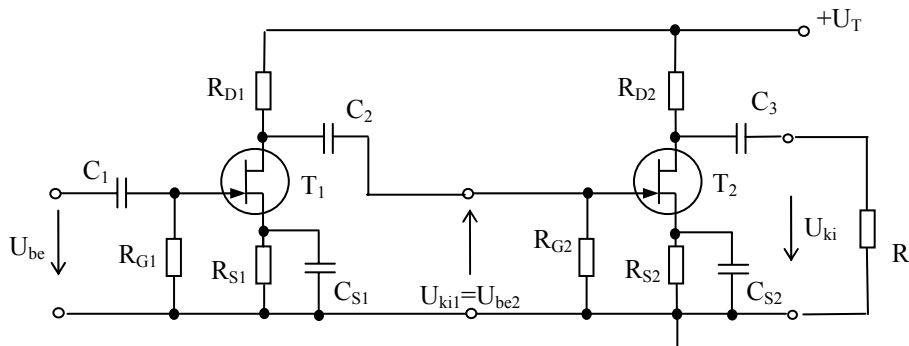 +U_T
R_D1
R_D2
C_2
C_3
C_1
T_1
T_2
U_be
R_G1
R_S1
C_S1
U_ki1=U_be2
R_G2
R_S2
C_S2
U_ki
R